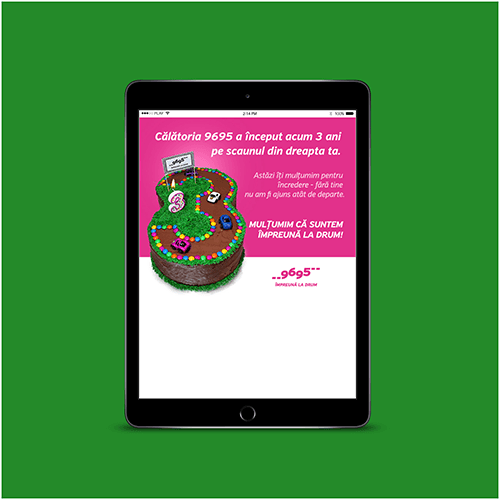 2:14 PM
100%
Călătoria 9695 a început acum 3 ani
pe scaunul din dreapta ta.
Astăzi îți mulțumim pentru
încredere - fără tine
nu am fi ajuns atât de departe.
MULȚUMIM CĂ SUNTEM
ÎMPREUNĂ LA DRUM!
--9695--
3
--9695--
ÎMPREUNĂ LA DRUM